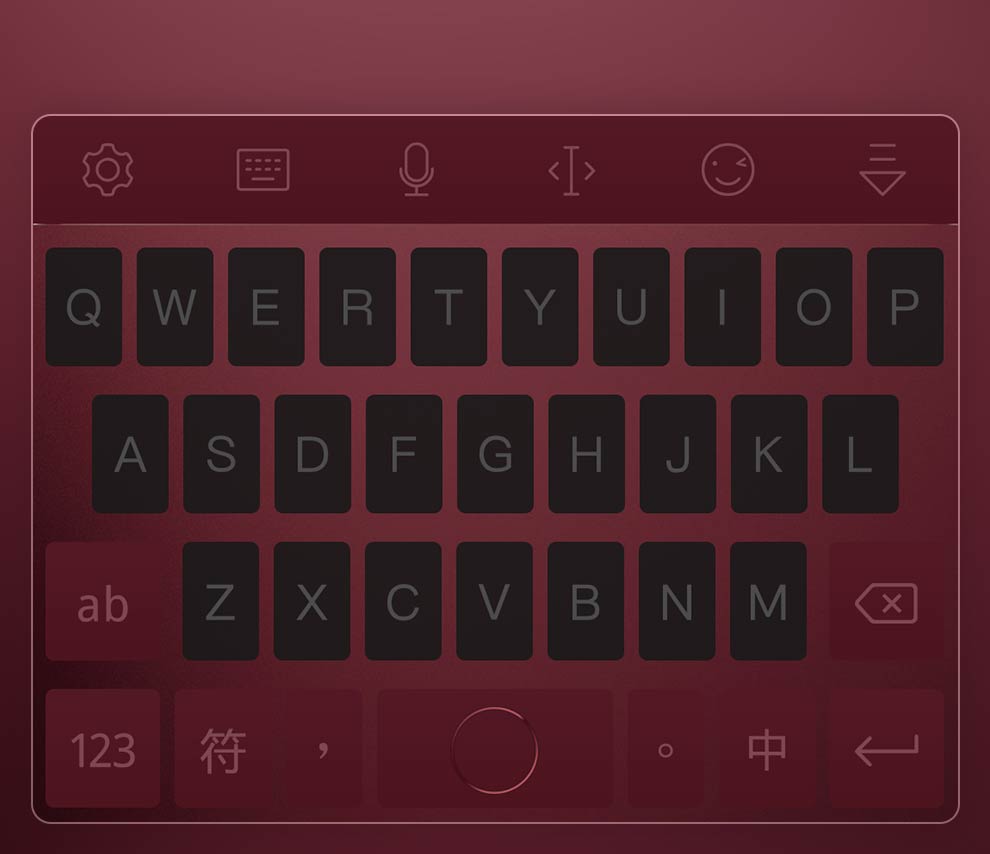 Q W E R T Y U I O P
A S D F G H J K L
ab Z X C V B N M
123 符 ， 。 中